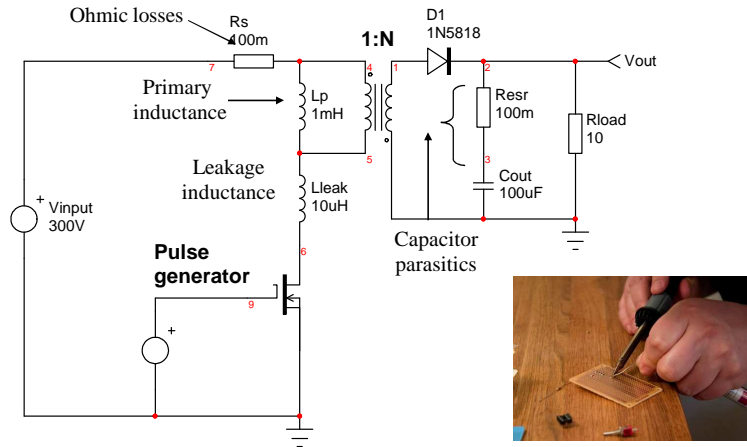 Ohmic losses
Rs
100m
7
Primary
inductance
Lp
1mH
1:N
4
5
1
D1
1N5818
2
Vout
Resr
100m
3
Rload
10
Cout
100uF
Capacitor
parasitics
Leakage
inductance
Lleak
10uH
6
+
Vinput
300V
Pulse
generator
9
+